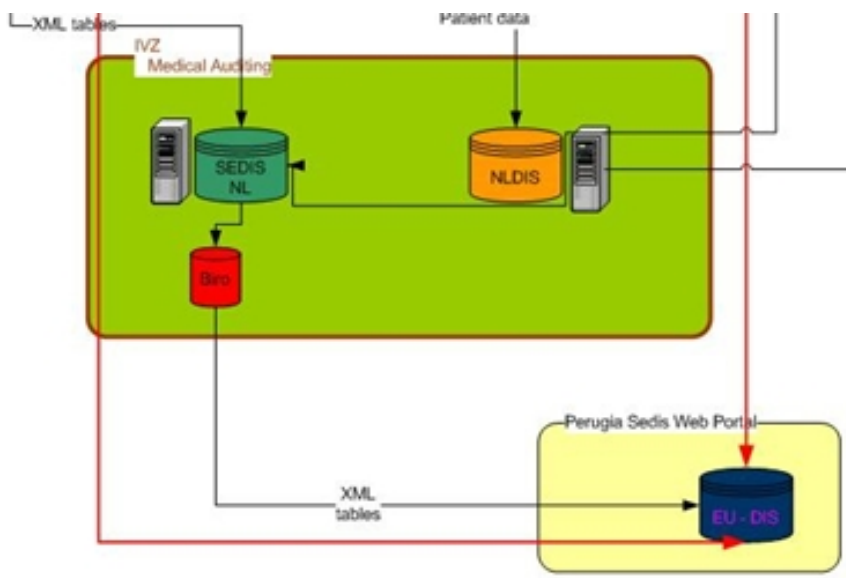 XML tables
Patient data
IVZ
Medical Auditing
SEDIS
NL
NLDIS
Biro
Perugia Sedis Web Portal
XML
tables
EU - DIS